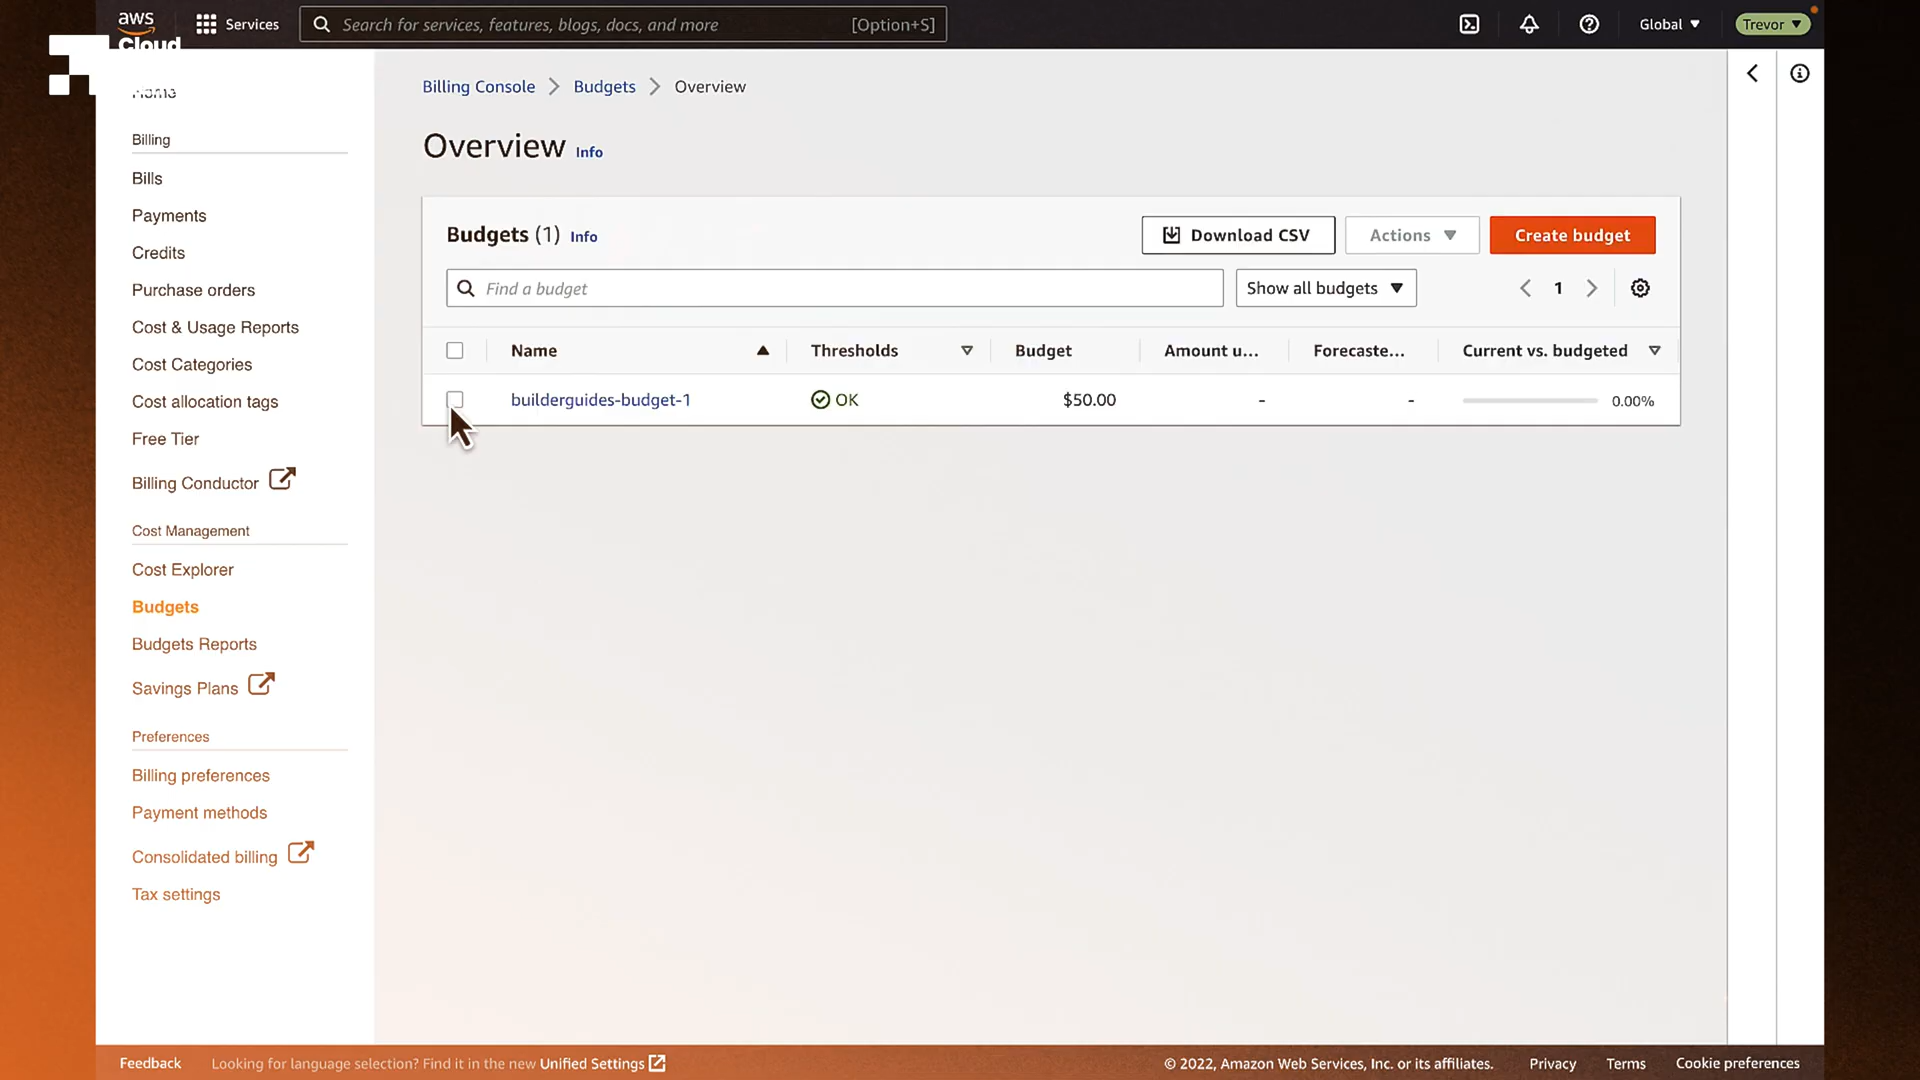 aws
Cloud
Services
Search for services, features, blogs, docs, and more
[Option+S]
Global
Trevor
Home
Billing
Bills
Payments
Credits
Purchase orders
Cost & Usage Reports
Cost Categories
Cost allocation tags
Free Tier
Billing Conductor
Cost Management
Cost Explorer
Budgets
Budgets Reports
Savings Plans
Preferences
Billing preferences
Payment methods
Consolidated billing
Tax settings
Billing Console > Budgets > Overview
Overview Info
Budgets (1) Info
Download CSV
Actions
Create budget
Find a budget
Show all budgets
1
Name Thresholds Budget Amount u... Forecaste... Current vs. budgeted
builderguides-budget-1 OK $50.00 - - 0.00%
Feedback
Looking for language selection? Find it in the new Unified Settings
© 2022, Amazon Web Services, Inc. or its affiliates.
Privacy
Terms
Cookie preferences